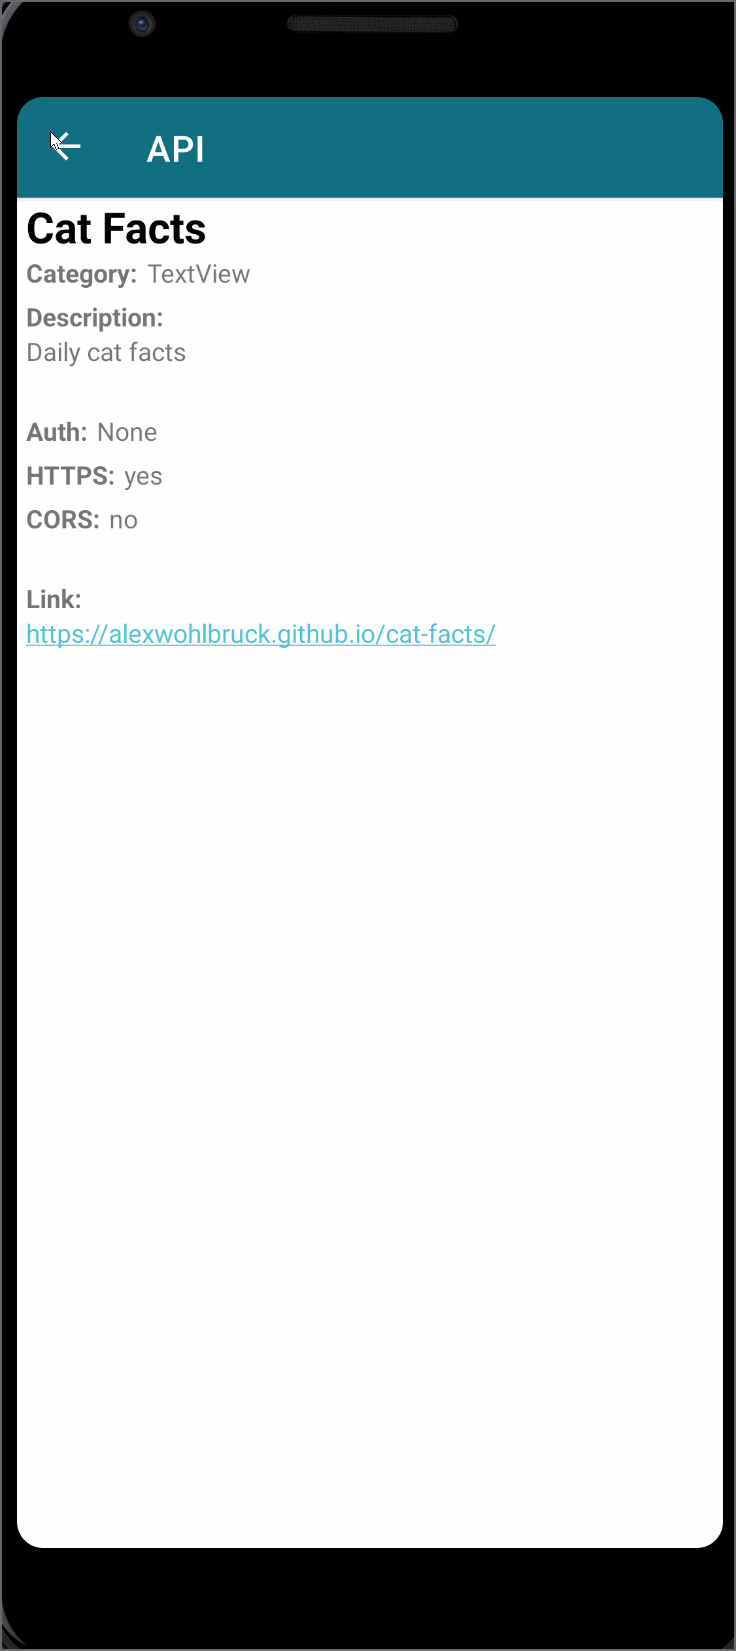 API
Cat Facts
Category: TextView
Description:
Daily cat facts
Auth: None
HTTPS: yes
CORS: no
Link:
https://alexwohlbruck.github.io/cat-facts/